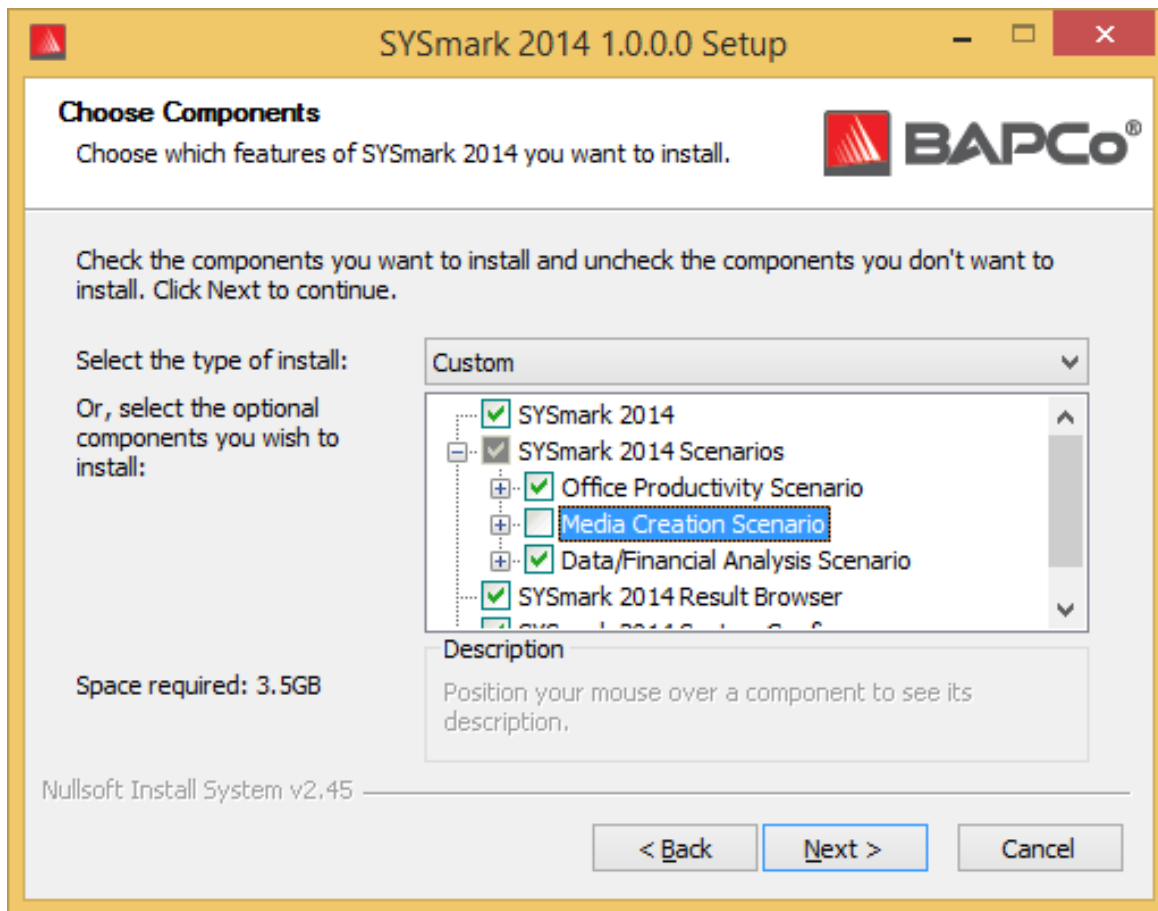 SYSmark 2014 1.0.0.0 Setup
Choose Components
Choose which features of SYSmark 2014 you want to install.
BAPCo®
Check the components you want to install and uncheck the components you don't want to
install. Click Next to continue.
Select the type of install:
Custom
Or, select the optional
components you wish to
install:
SYSmark 2014
SYSmark 2014 Scenarios
Office Productivity Scenario
Media Creation Scenario
Data/Financial Analysis Scenario
SYSmark 2014 Result Browser
Space required: 3.5GB
Description
Position your mouse over a component to see its
description.
Nullsoft Install System v2.45
< Back
Next >
Cancel